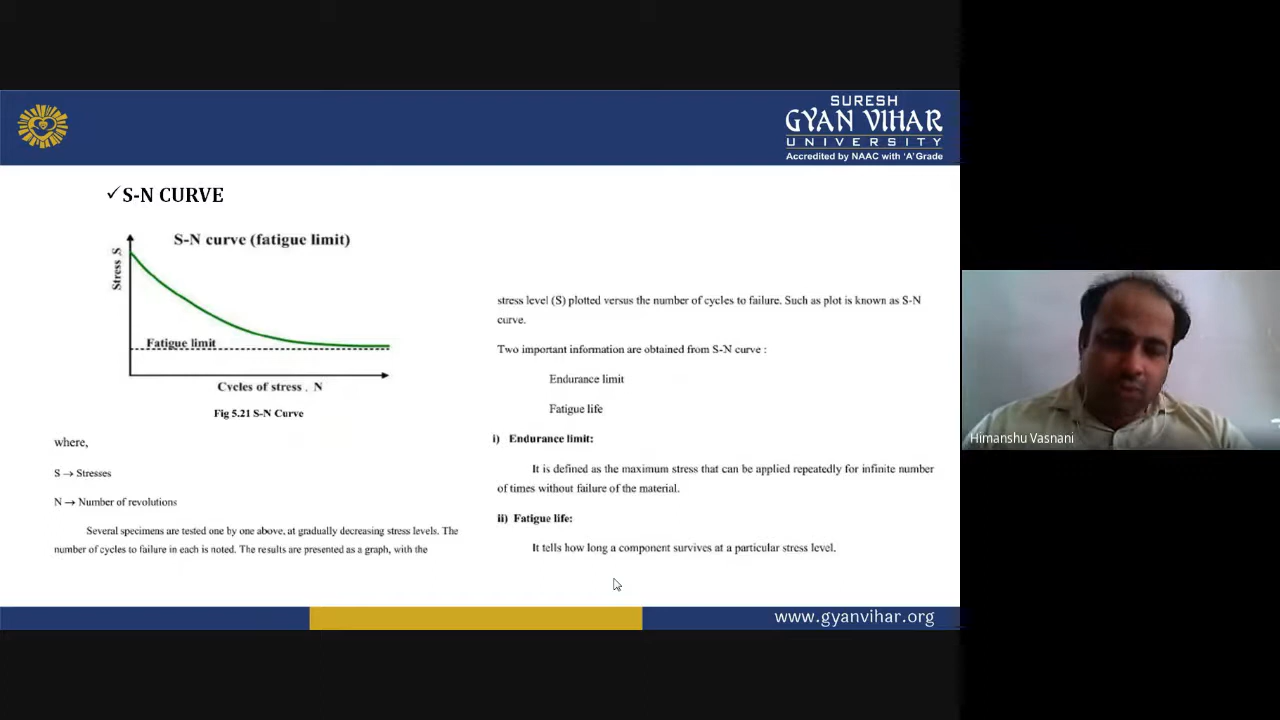 SURESH
GYAN VIHAR
UNIVERSITY
Accredited by NAAC with 'A' Grade
✓S-N CURVE
S-N curve (fatigue limit)
Stress S
Fatigue limit
Cycles of stress . N
Fig 5.21 S-N Curve
where,
S → Stresses
N → Number of revolutions
Several specimens are tested one by one above, at gradually decreasing stress levels. The
number of cycles to failure in each is noted. The results are presented as a graph, with the
stress level (S) plotted versus the number of cycles to failure. Such as plot is known as S-N
curve.
Two important information are obtained from S-N curve :
Endurance limit
Fatigue life
i) Endurance limit:
It is defined as the maximum stress that can be applied repeatedly for infinite number
of times without failure of the material.
ii) Fatigue life:
It tells how long a component survives at a particular stress level.
www.gyanvihar.org
Himanshu Vasnani